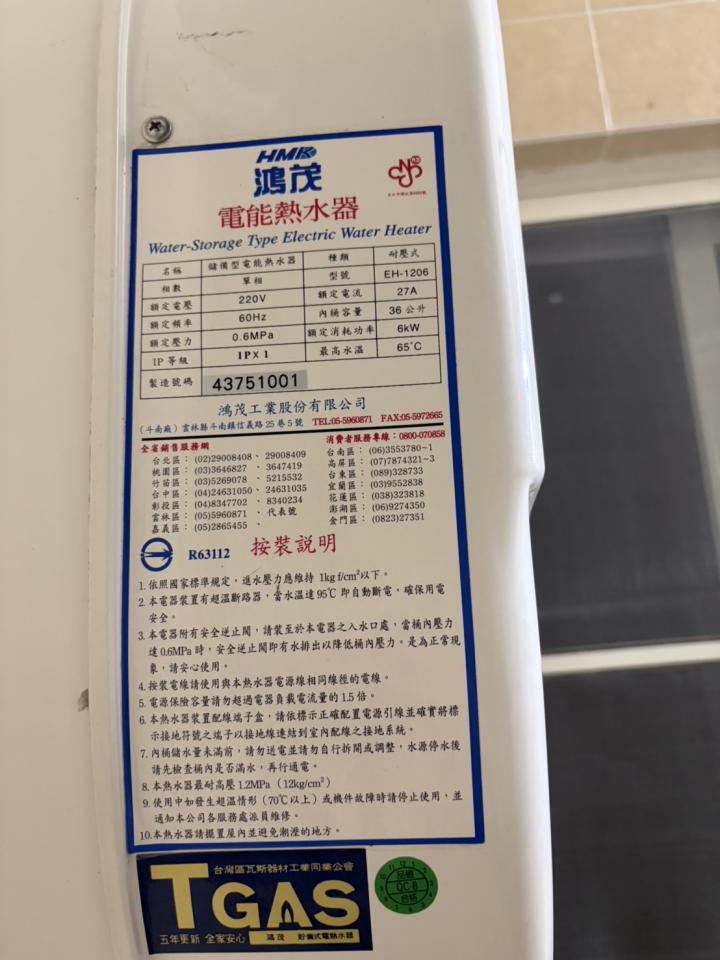 HMK
鴻茂
電能熱水器
Water-Storage Type Electric Water Heater
名稱 儲備型電能熱水器 種類 耐壓式
相數 單相 型號 EH-1206
額定電壓 220V 額定電流 27A
額定頻率 60Hz 內桶容量 36 公升
額定壓力 0.6MPa 額定消耗功率 6kW
IP 等級 IPX1 最高水溫 65℃
製造號碼 43751001
鴻茂工業股份有限公司
(斗南廠) 雲林縣斗南鎮信義路 25 巷 5 號 TEL:05-5960871 FAX:05-5972665
全省銷售服務網 消費者服務專線：0800-070858
台北區：(02)29008408、29008409 台南區：(06)3553780~1
桃園區：(03)3646827、3647419 高屏區：(07)7874321~3
竹苗區：(03)5269078、5215532 台東區：(089)328733
台中區：(04)24631050、24631035 宜蘭區：(03)9552838
彰投區：(04)8347702、8340234 花蓮區：(038)323818
雲林區：(05)5960871、代表號 澎湖區：(06)9274350
嘉義區：(05)2865455、 金門區：(0823)27351
R63112 按裝說明
1. 依照國家標準規定，進水壓力應維持 1kg f/cm²以下。
2. 本電器裝置有超溫斷路器，當水溫達95℃ 即自動斷電，確保用電
安全。
3. 本電器附有安全逆止閥，請裝至於本電器之入水口處，當桶內壓力
達 0.6MPa 時，安全逆止閥即有水排出以降低桶內壓力。是為正常現
象，請安心使用。
4. 按裝電線請使用與本熱水器電源線相同線徑的電線。
5. 電源保險容量請勿超過電器負載電流量的 1.5 倍。
6. 本熱水器裝置配線端子盒，請依標示正確配置電源引線並確實將標
示接地符號之端子以接地線連結到室內配線之接地系統。
7. 內桶儲水量未滿前，請勿送電並請勿自行拆開或調整，水源停水後
請先檢查桶內是否滿水，再行通電。
8. 本熱水器最耐高壓 1.2MPa（12kg/cm²）
9. 使用中如發生超溫情形（70℃以上）或機件故障時請停止使用，並
通知本公司各服務處派員維修。
10. 本熱水器請擺置屋內並避免潮溼的地方。
台灣區瓦斯器材工業同業公會
TGAS
五年更新 全家安心 鴻茂 貯備式電熱水器
品檢
QC-6
合格